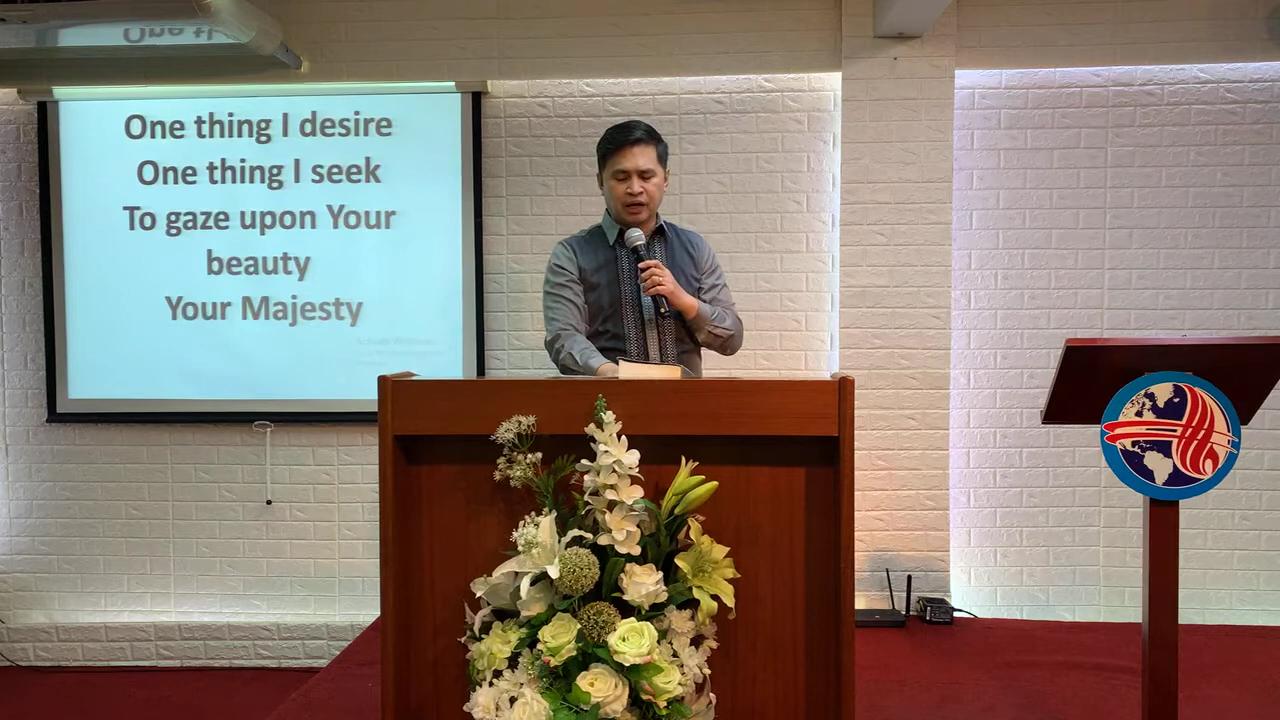 One thing I desire
One thing I seek
To gaze upon Your
beauty
Your Majesty